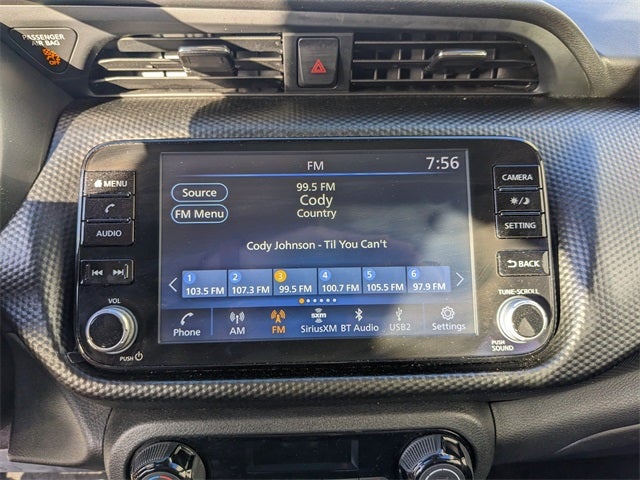 PASSENGER
AIR BAG
OFF
MENU
AUDIO
VOL
PUSH
FM
7:56
Source
FM Menu
99.5 FM
Cody
Country
Cody Johnson - Til You Can't
1 2 3 4 5 6
103.5 FM 107.3 FM 99.5 FM 100.7 FM 105.5 FM 97.9 FM
Phone AM FM SiriusXM BT Audio USB2 Settings
sxm
CAMERA
SETTING
BACK
TUNE·SCROLL
PUSH
SOUND